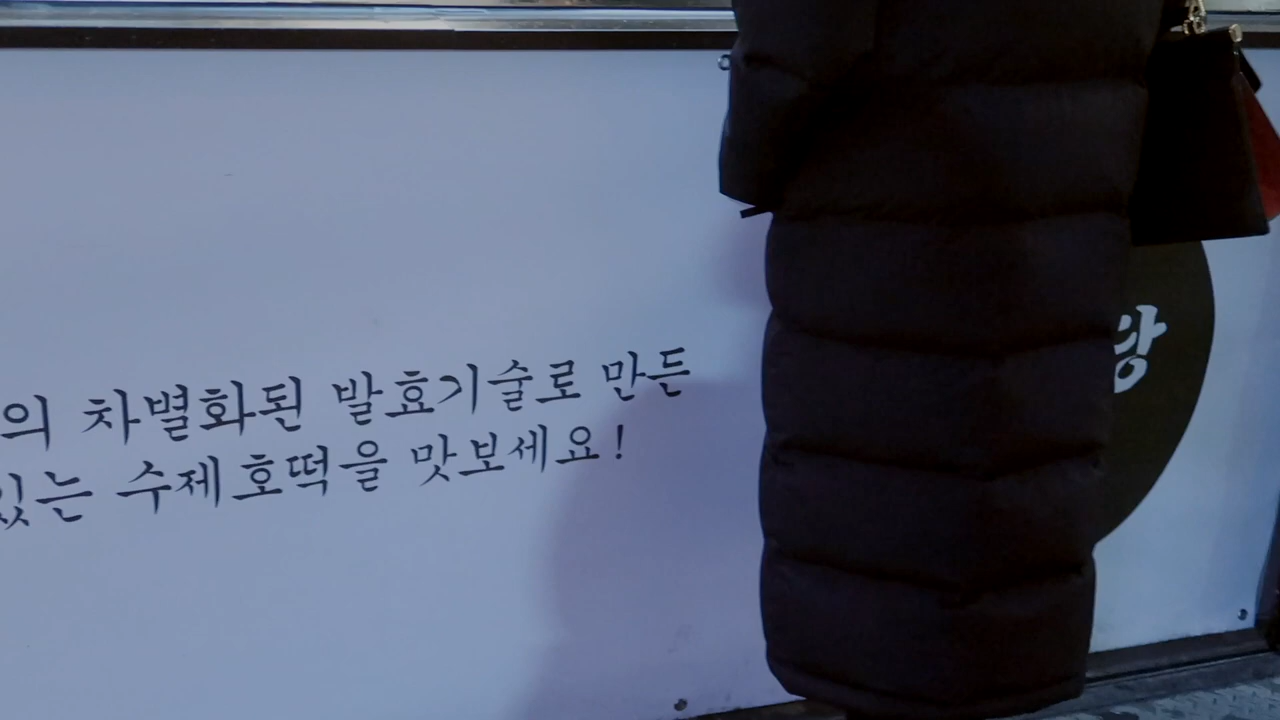 의 차별화된 발효기술로 만든
있는 수제호떡을 맛보세요!
왕